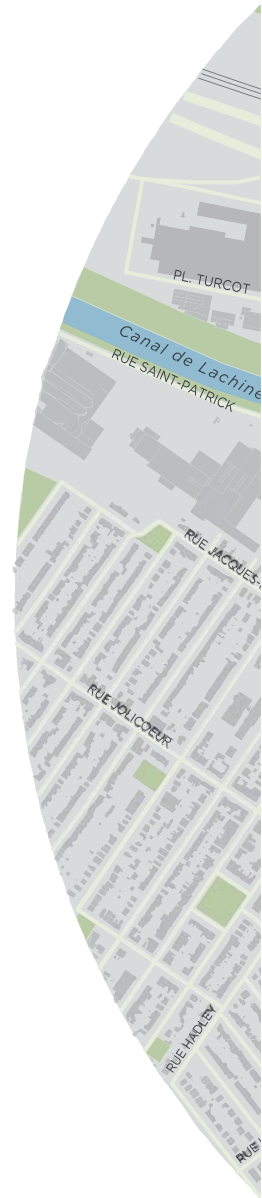 PL. TURCOT
Canal de Lachine
RUE SAINT-PATRICK
RUE JACQUES-
RUE JOLICOEUR
RUE HADLEY
RUE